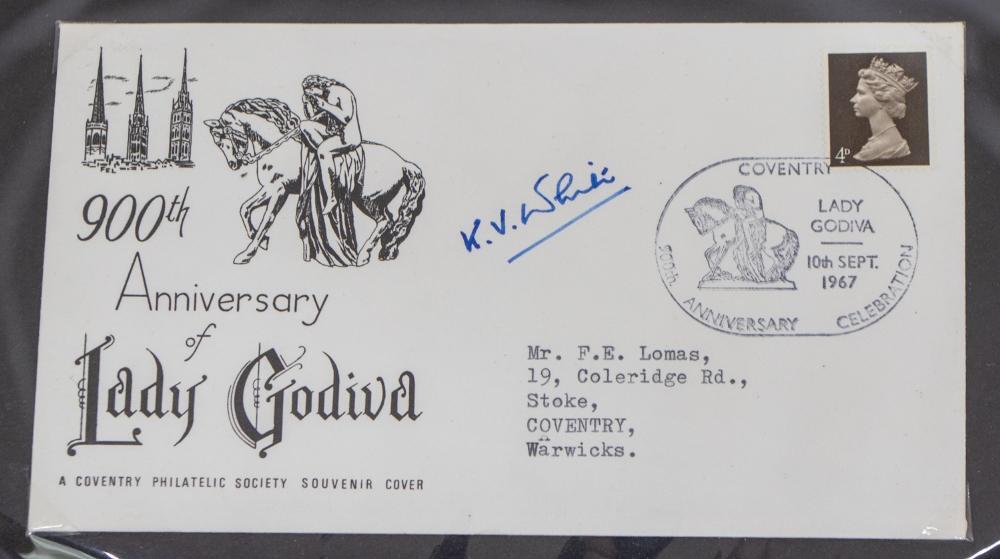 900th
Anniversary
of
Lady Godiva
A COVENTRY PHILATELIC SOCIETY SOUVENIR COVER
K. V.
4D
COVENTRY
LADY
GODIVA
10th SEPT.
1967
900th ANNIVERSARY CELEBRATION
Mr. F.E. Lomas,
19, Coleridge Rd.,
Stoke,
COVENTRY,
Warwicks.